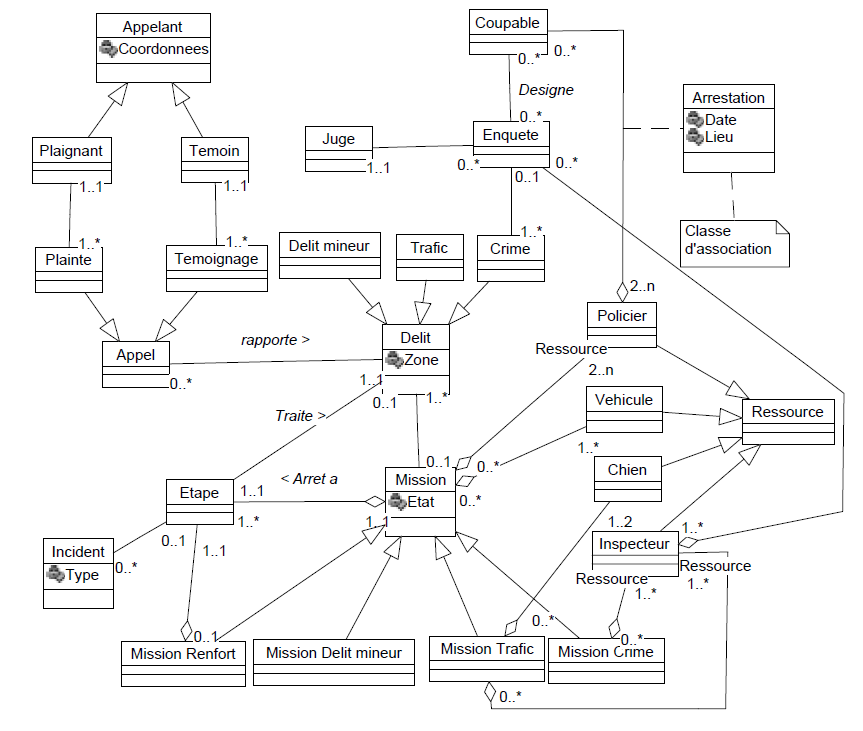 Appelant
Coordonnees
Coupable
0..*
0..*
Designe
0..*
Arrestation
Date
Lieu
Juge
1..1
Enquete
0..*
0..*
0..1
Plaignant
1..1
Temoin
1..1
Classe
d'association
1..*
Plainte
1..*
Temoignage
Delit mineur
Trafic
1..*
Crime
2..n
Policier
Ressource
2..n
rapporte >
Appel
0..*
Delit
Zone
1..1
0..1
1..*
Vehicule
1..*
Ressource
Traite >
Chien
1..2
0..1
0..*
< Arret a
Mission
Etat
0..*
1..1
Etape
1..1
1..*
0..1
1..1
Incident
Type
0..*
1..*
Inspecteur
Ressource
1..*
Ressource
1..*
0..1
Mission Renfort
Mission Delit mineur
0..*
Mission Trafic
0..*
0..*
Mission Crime